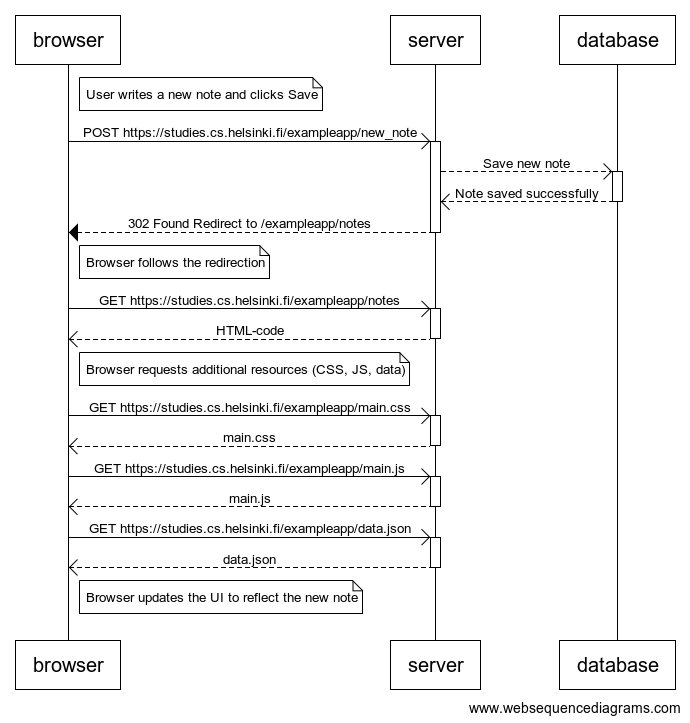 browser
server
database
User writes a new note and clicks Save
POST https://studies.cs.helsinki.fi/exampleapp/new_note
Save new note
Note saved successfully
302 Found Redirect to /exampleapp/notes
Browser follows the redirection
GET https://studies.cs.helsinki.fi/exampleapp/notes
HTML-code
Browser requests additional resources (CSS, JS, data)
GET https://studies.cs.helsinki.fi/exampleapp/main.css
main.css
GET https://studies.cs.helsinki.fi/exampleapp/main.js
main.js
GET https://studies.cs.helsinki.fi/exampleapp/data.json
data.json
Browser updates the UI to reflect the new note
browser
server
database
www.websequencediagrams.com